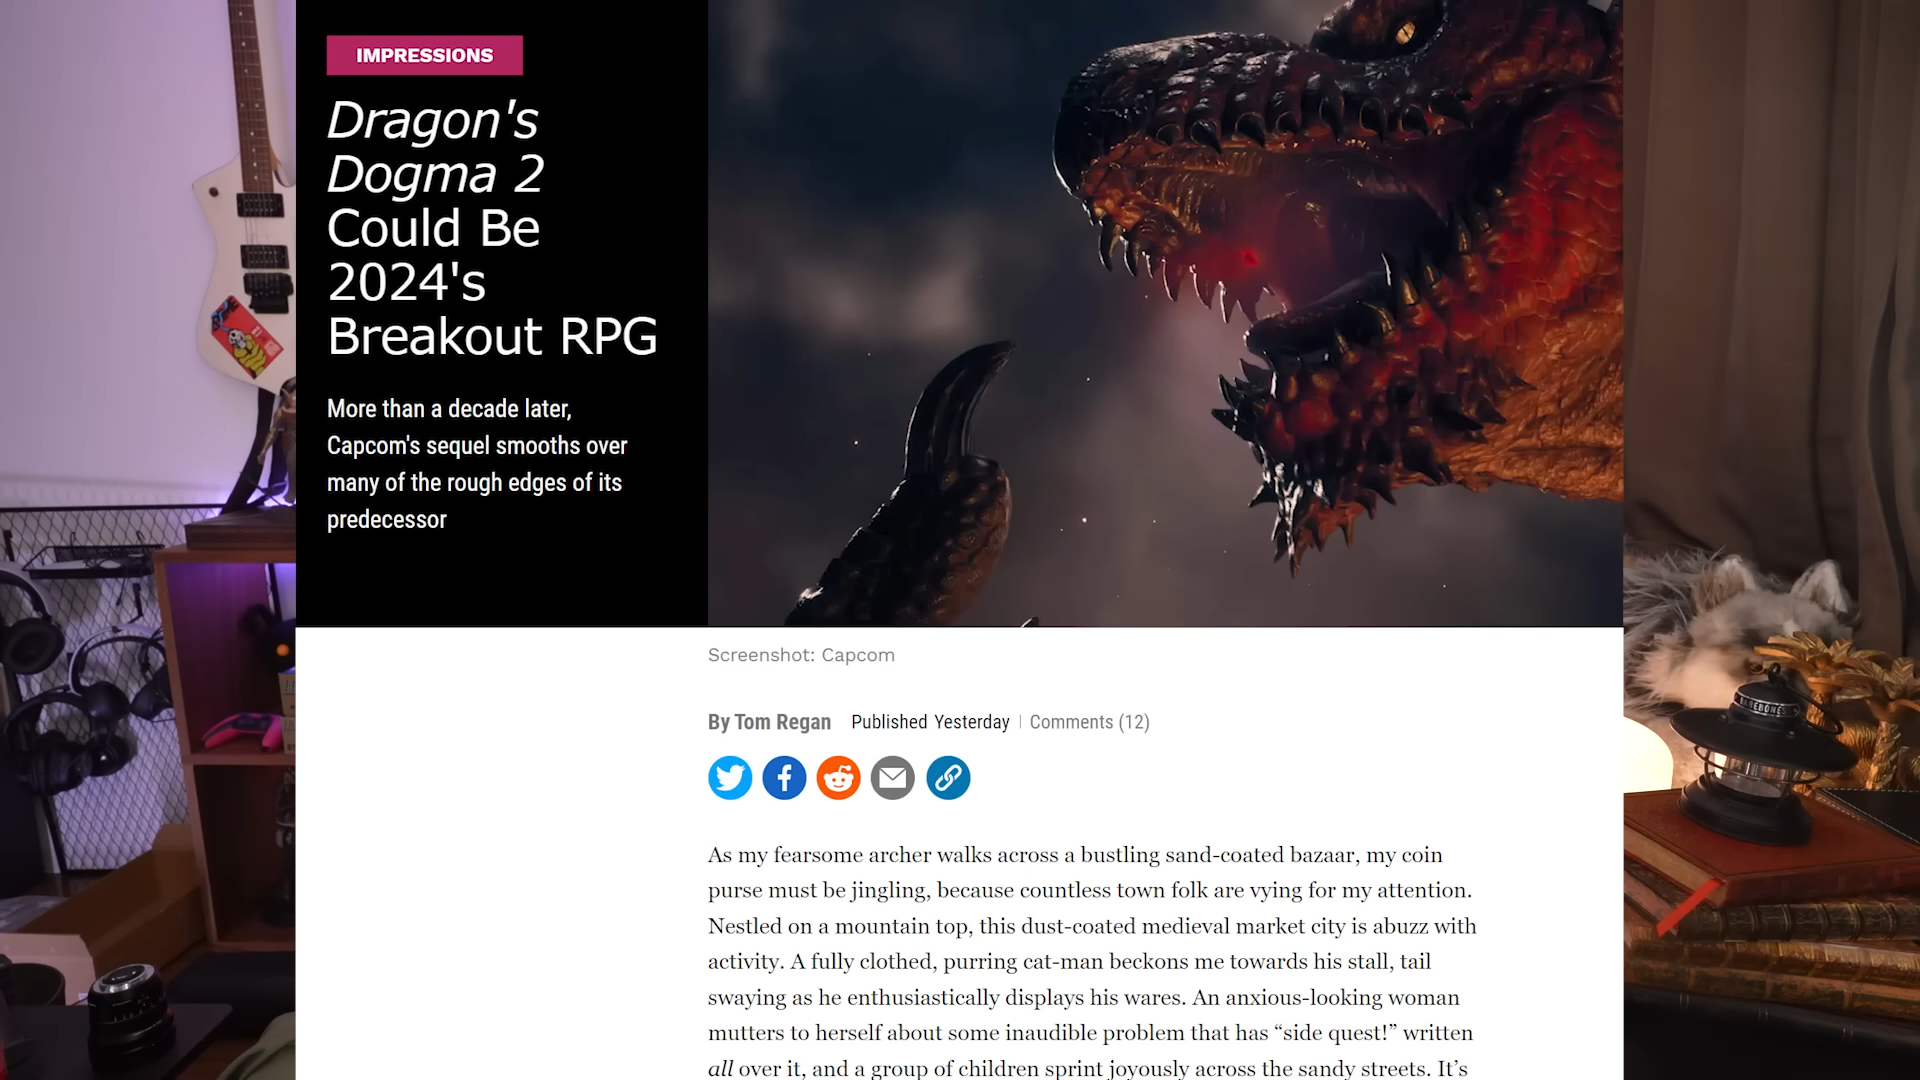 IMPRESSIONS
Dragon's
Dogma 2
Could Be
2024's
Breakout RPG
More than a decade later,
Capcom's sequel smooths over
many of the rough edges of its
predecessor
Screenshot: Capcom
By Tom Regan Published Yesterday | Comments (12)
As my fearsome archer walks across a bustling sand-coated bazaar, my coin
purse must be jingling, because countless town folk are vying for my attention.
Nestled on a mountain top, this dust-coated medieval market city is abuzz with
activity. A fully clothed, purring cat-man beckons me towards his stall, tail
swaying as he enthusiastically displays his wares. An anxious-looking woman
mutters to herself about some inaudible problem that has “side quest!” written
all over it, and a group of children sprint joyously across the sandy streets. It’s
BAREBONES